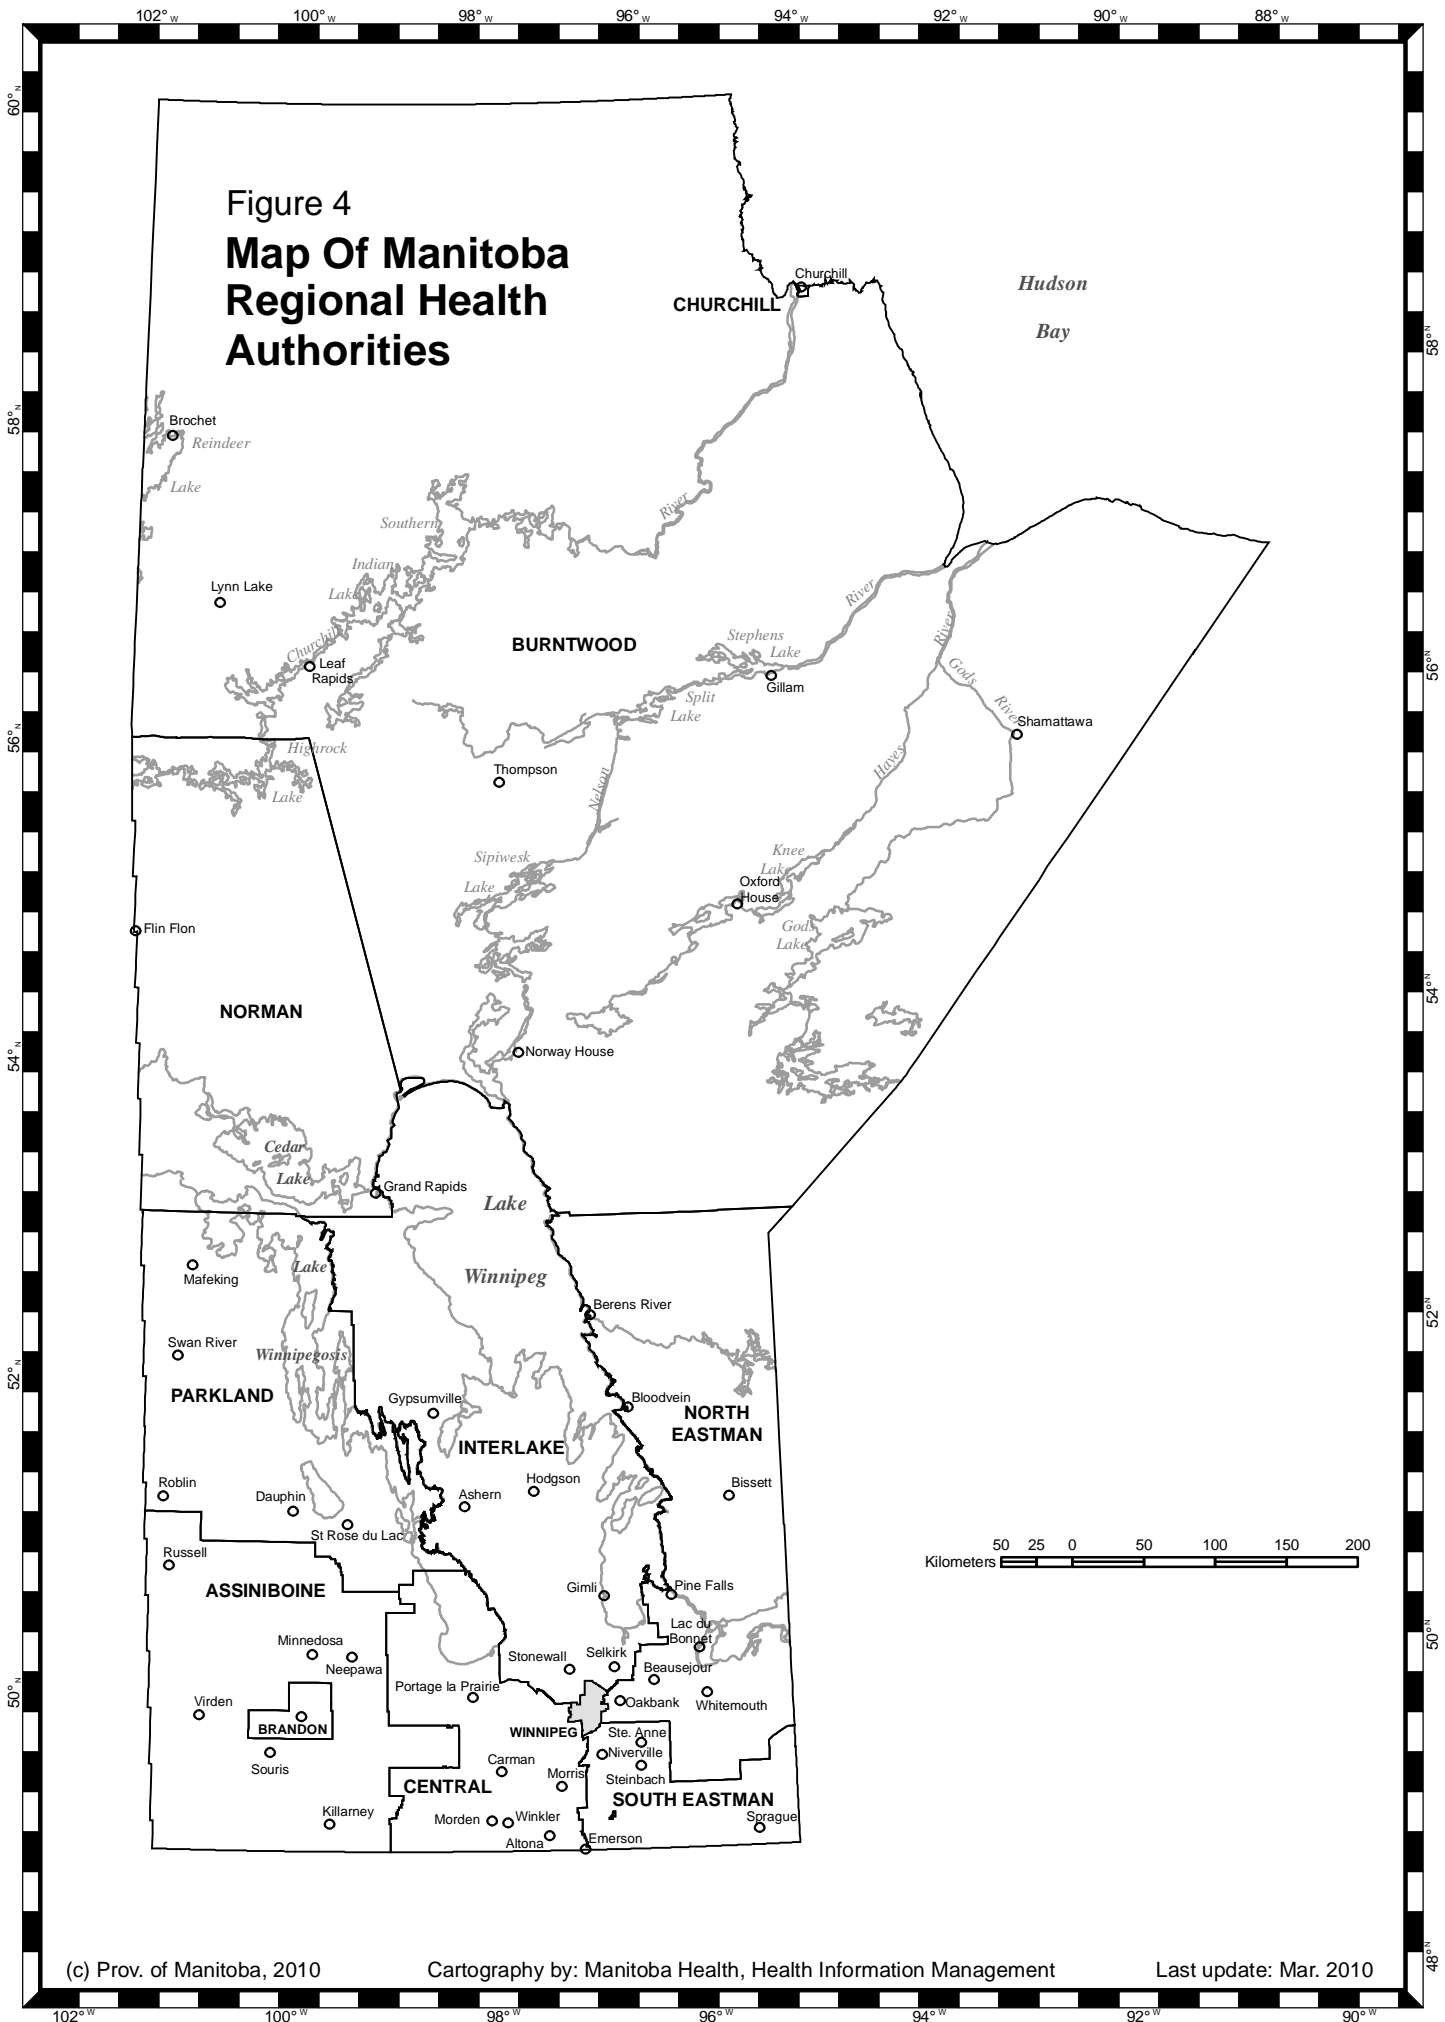 102° W 100° W 98° W 96° W 94° W 92° W 90° W 88° W
60° N
Figure 4
Map Of Manitoba
Regional Health
Authorities
Churchill
CHURCHILL
Hudson
Bay
58° N
58° N
Brochet
Reindeer
Lake
Southern
River
Indian
Lake
Lynn Lake
Churchill
Leaf
Rapids
BURNTWOOD
River
Stephens
Lake
River
Gods
River
Gillam
Split
Lake
Shamattawa
56° N
56° N
Highrock
Lake
Thompson
Nelson
Hayes
Sipiwesk
Lake
Knee
Lake
Oxford
House
Gods
Lake
Flin Flon
NORMAN
54° N
54° N
Norway House
Cedar
Lake
Grand Rapids
Lake
Winnipeg
Lake
Mafeking
Berens River
52° N
52° N
Swan River
Winnipegosis
PARKLAND
Gypsumville
Bloodvein
NORTH
EASTMAN
INTERLAKE
Roblin
Dauphin
Ashern
Hodgson
Bissett
St Rose du Lac
Russell
ASSINIBOINE
50 25 0 50 100 150 200
Kilometers
Gimli
Pine Falls
Lac du
Bonnet
50° N
50° N
Minnedosa
Neepawa
Stonewall
Selkirk
Beausejour
Portage la Prairie
Virden
BRANDON
Oakbank
Whitemouth
WINNIPEG
Ste. Anne
Niverville
Souris
Carman
Steinbach
CENTRAL
Morris
SOUTH EASTMAN
Killarney
Morden
Winkler
Sprague
Altona
Emerson
48° N
(c) Prov. of Manitoba, 2010 Cartography by: Manitoba Health, Health Information Management Last update: Mar. 2010
102° W 100° W 98° W 96° W 94° W 92° W 90° W